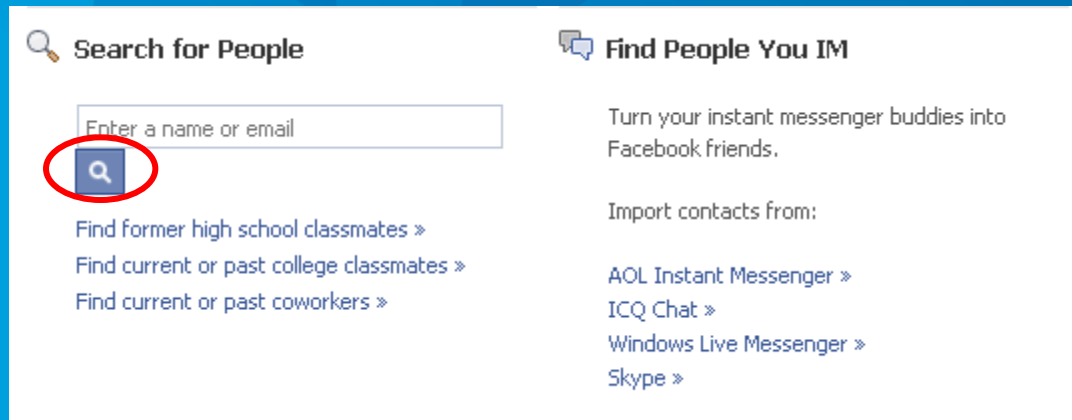 Search for People
Enter a name or email
Find former high school classmates »
Find current or past college classmates »
Find current or past coworkers »
Find People You IM
Turn your instant messenger buddies into
Facebook friends.
Import contacts from:
AOL Instant Messenger »
ICQ Chat »
Windows Live Messenger »
Skype »